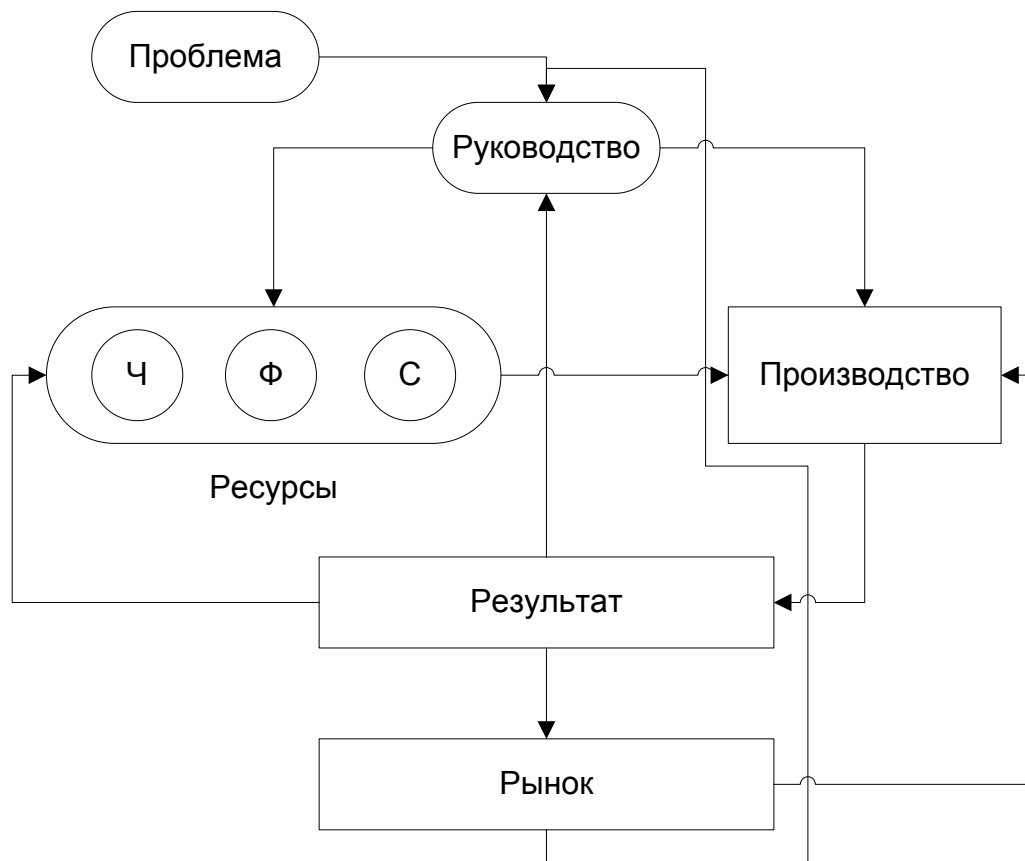 Проблема
Руководство
Ч
Ф
С
Производство
Ресурсы
Результат
Рынок